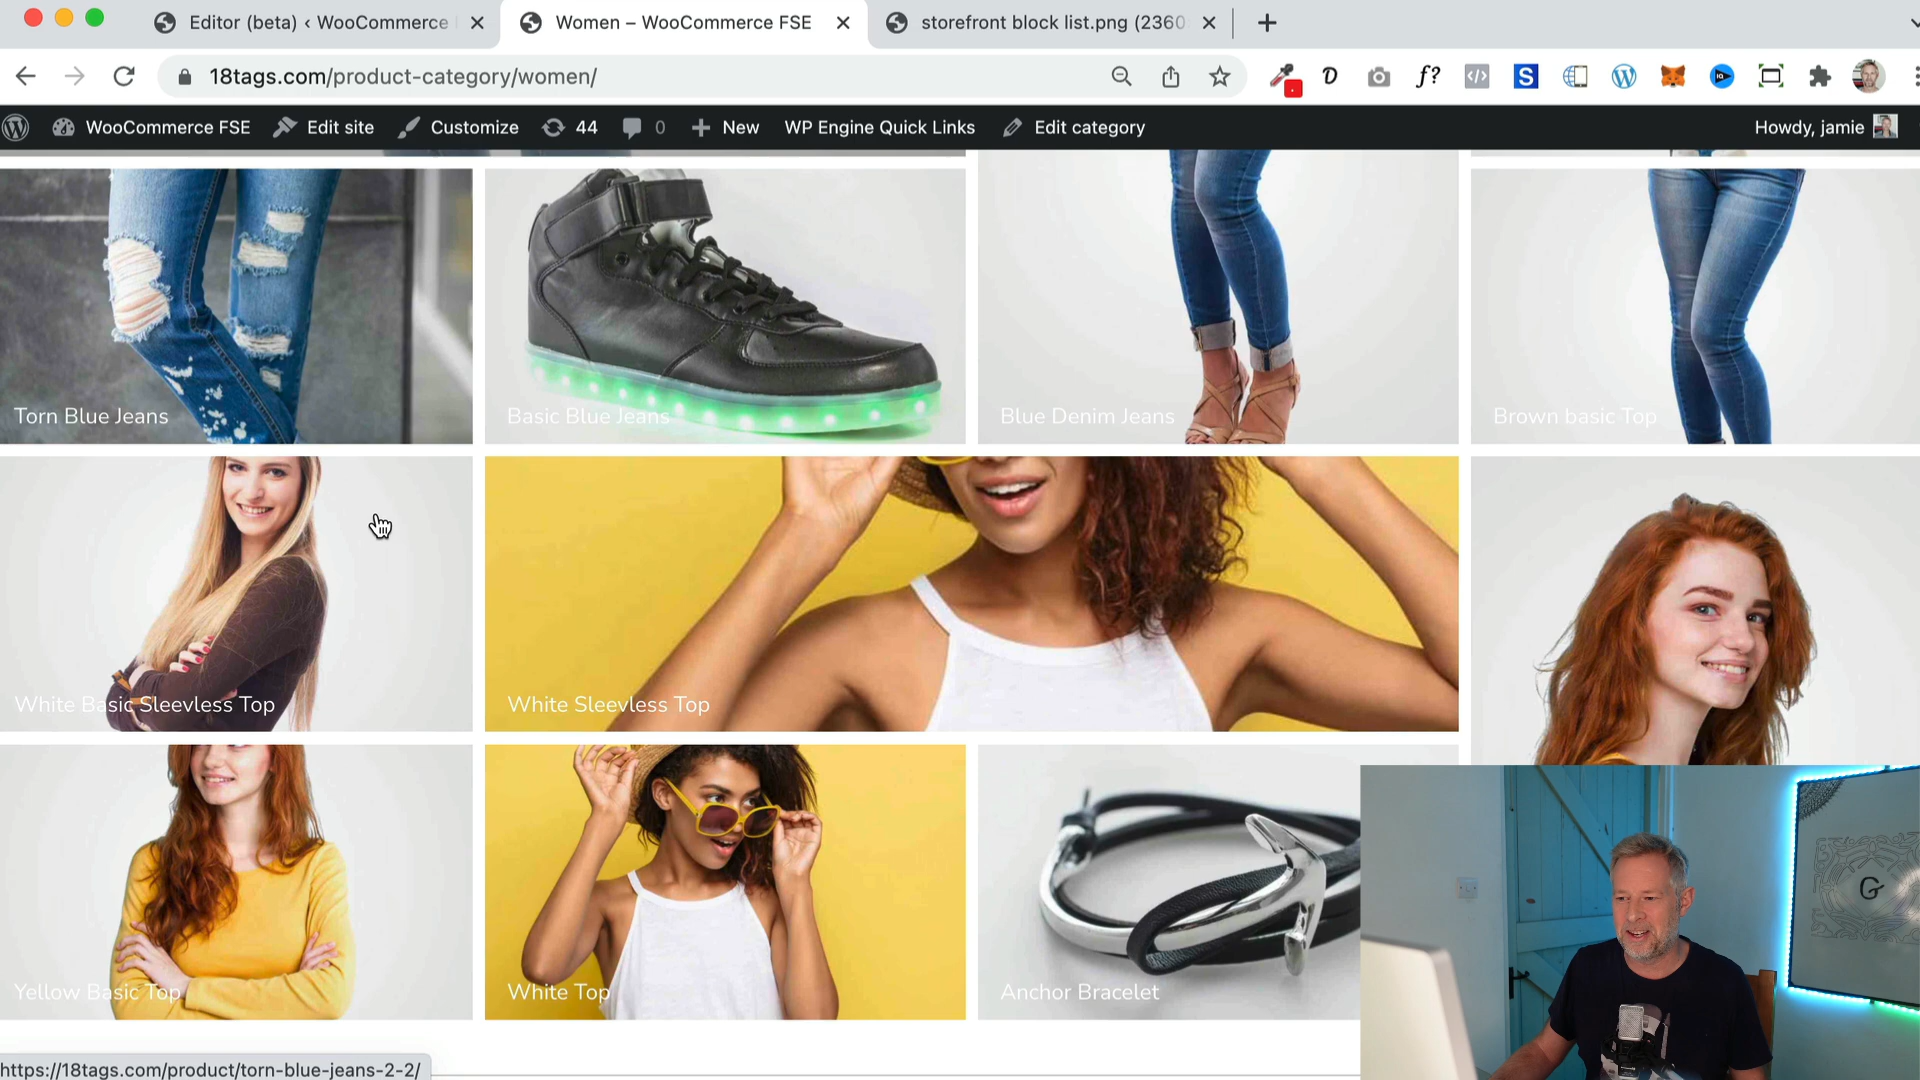 Editor (beta) ‹ WooCommerce
Women – WooCommerce FSE
storefront block list.png (2360
18tags.com/product-category/women/
WooCommerce FSE
Edit site
Customize
44
0
New
WP Engine Quick Links
Edit category
Howdy, jamie
Torn Blue Jeans
Basic Blue Jeans
Blue Denim Jeans
Brown basic Top
White Basic Sleevless Top
White Sleevless Top
Yellow Basic Top
White Top
Anchor Bracelet
G
https://18tags.com/product/torn-blue-jeans-2-2/